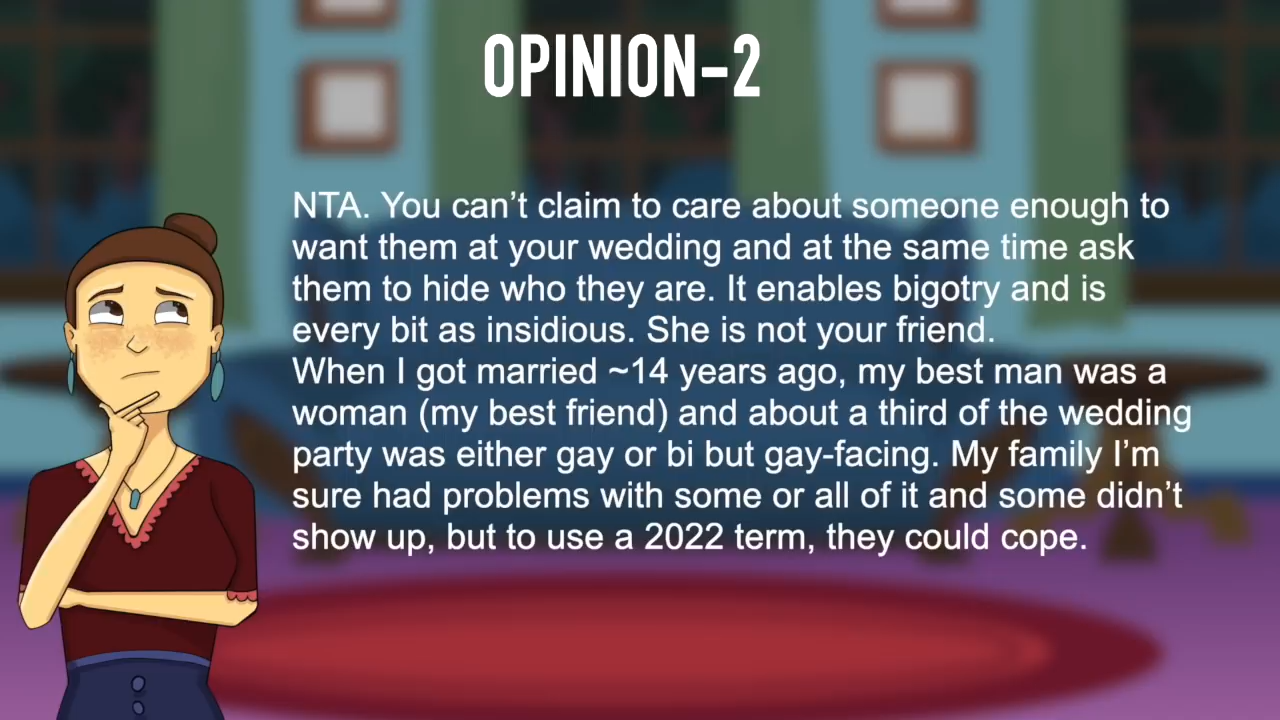 OPINION-2
NTA. You can’t claim to care about someone enough to
want them at your wedding and at the same time ask
them to hide who they are. It enables bigotry and is
every bit as insidious. She is not your friend.
When I got married ~14 years ago, my best man was a
woman (my best friend) and about a third of the wedding
party was either gay or bi but gay-facing. My family I’m
sure had problems with some or all of it and some didn’t
show up, but to use a 2022 term, they could cope.